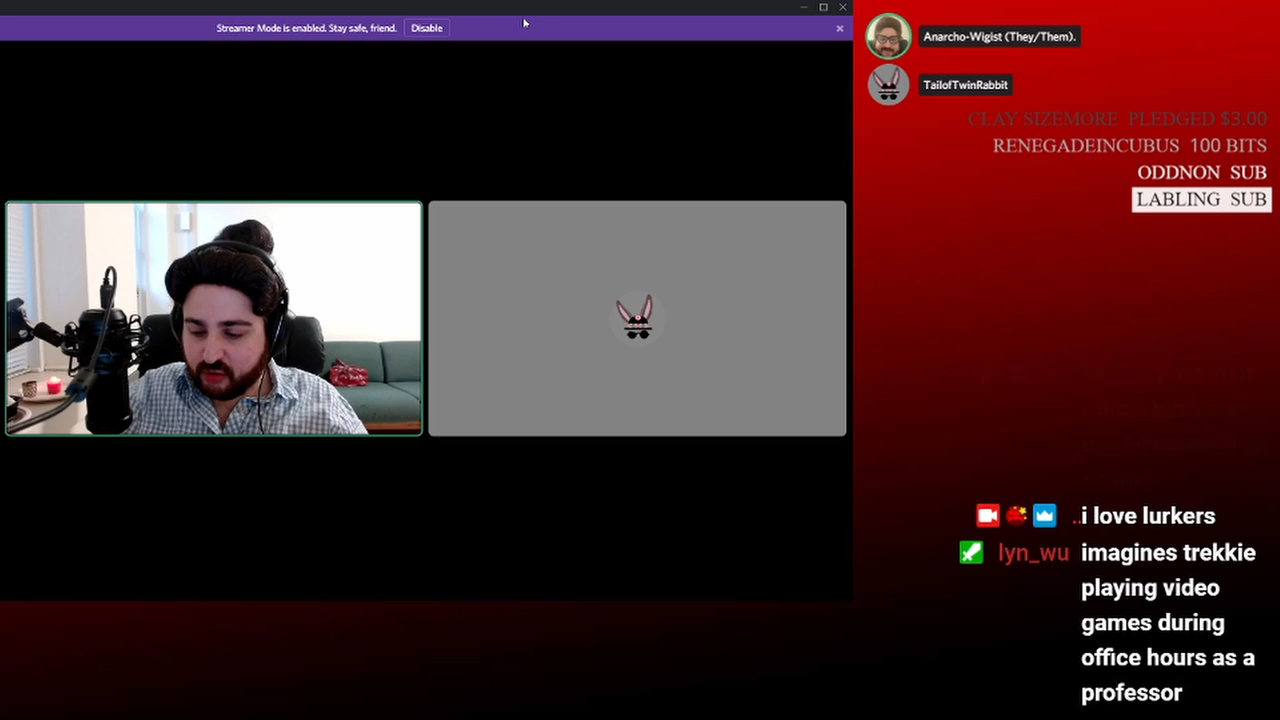 Streamer Mode is enabled. Stay safe, friend. Disable
Anarcho-Wigist (They/Them).
TailofTwinRabbit
CLAY SIZEMORE PLEDGED $3.00
RENEGADEINCUBUS 100 BITS
ODDNON SUB
LABLING SUB
..i love lurkers
lyn_wu imagines trekkie
playing video
games during
office hours as a
professor